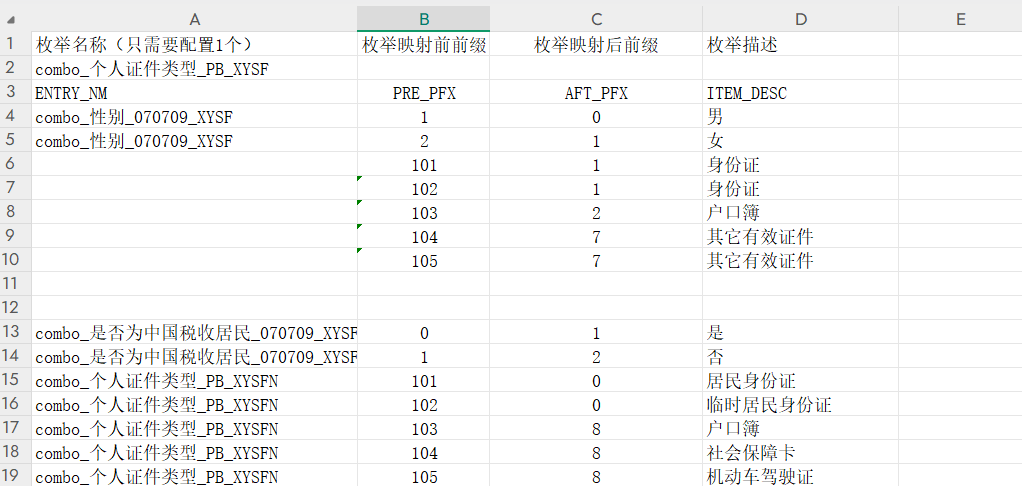 A B C D E
1 枚举名称（只需要配置1个） 枚举映射前前缀 枚举映射后前缀 枚举描述
2 combo_个人证件类型_PB_XYSF
3 ENTRY_NM PRE_PFX AFT_PFX ITEM_DESC
4 combo_性别_070709_XYSF 1 0 男
5 combo_性别_070709_XYSF 2 1 女
6 101 1 身份证
7 102 1 身份证
8 103 2 户口簿
9 104 7 其它有效证件
10 105 7 其它有效证件
11
12
13 combo_是否为中国税收居民_070709_XYSF 0 1 是
14 combo_是否为中国税收居民_070709_XYSF 1 2 否
15 combo_个人证件类型_PB_XYSFN 101 0 居民身份证
16 combo_个人证件类型_PB_XYSFN 102 0 临时居民身份证
17 combo_个人证件类型_PB_XYSFN 103 8 户口簿
18 combo_个人证件类型_PB_XYSFN 104 8 社会保障卡
19 combo_个人证件类型_PB_XYSFN 105 8 机动车驾驶证